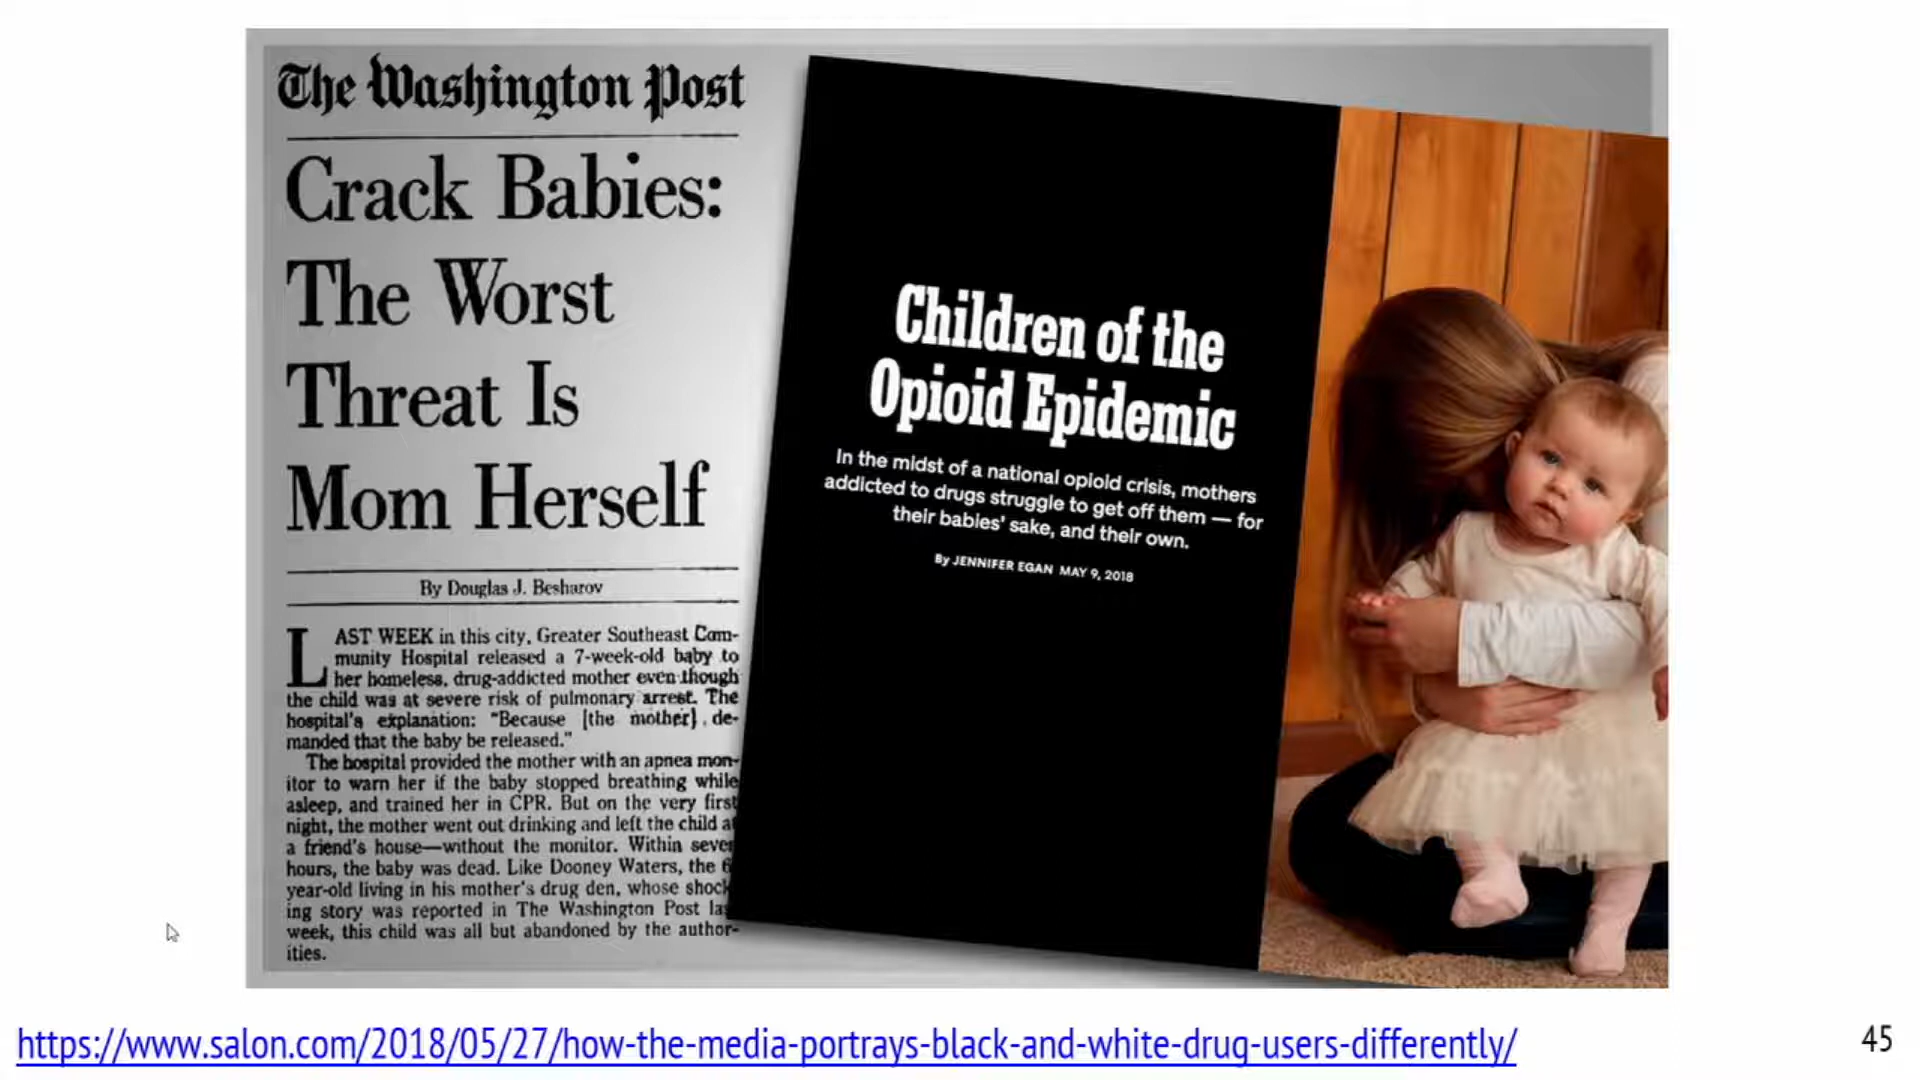 The Washington Post
Crack Babies:
The Worst
Threat Is
Mom Herself
By Douglas J. Besharov
LAST WEEK in this city, Greater Southeast Com-
munity Hospital released a 7-week-old baby to
her homeless, drug-addicted mother even though
the child was at severe risk of pulmonary arrest. The
hospital's explanation: "Because [the mother] de-
manded that the baby be released."
The hospital provided the mother with an apnea mon-
itor to warn her if the baby stopped breathing while
asleep, and trained her in CPR. But on the very first
night, the mother went out drinking and left the child at
a friend's house—without the monitor. Within seven
hours, the baby was dead. Like Dooney Waters, the 6
year-old living in his mother's drug den, whose shock
ing story was reported in The Washington Post las
week, this child was all but abandoned by the author-
ities.
Children of the
Opioid Epidemic
In the midst of a national opioid crisis, mothers
addicted to drugs struggle to get off them — for
their babies' sake, and their own.
By JENNIFER EGAN MAY 9, 2018
https://www.salon.com/2018/05/27/how-the-media-portrays-black-and-white-drug-users-differently/
45